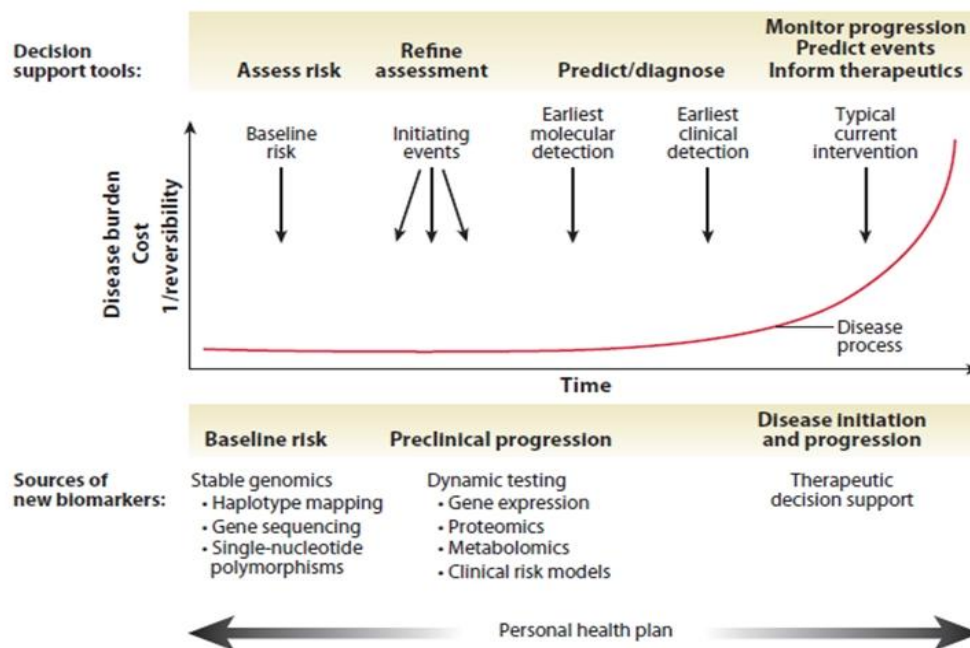 Decision
support tools:
Assess risk
Refine
assessment
Predict/diagnose
Monitor progression
Predict events
Inform therapeutics
Baseline
risk
Initiating
events
Earliest
molecular
detection
Earliest
clinical
detection
Typical
current
intervention
Disease burden
Cost
1/reversibility
Disease
process
Time
Baseline risk
Preclinical progression
Disease initiation
and progression
Sources of
new biomarkers:
Stable genomics
• Haplotype mapping
• Gene sequencing
• Single-nucleotide
polymorphisms
Dynamic testing
• Gene expression
• Proteomics
• Metabolomics
• Clinical risk models
Therapeutic
decision support
Personal health plan